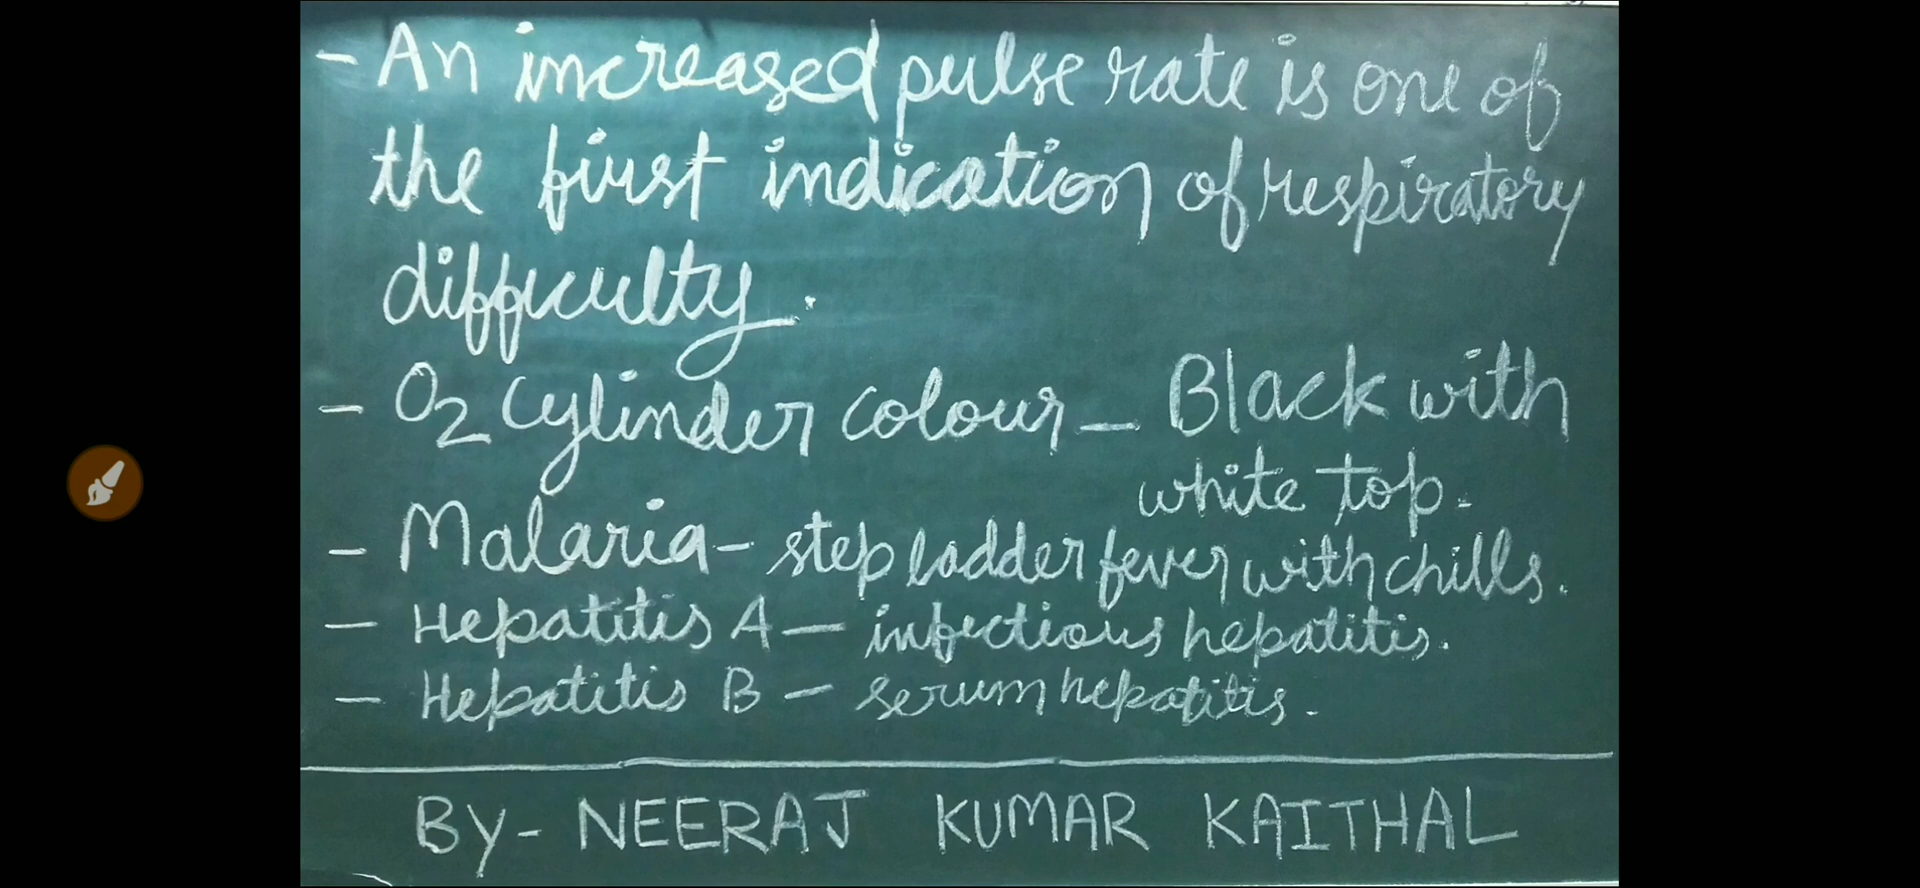 - An increased pulse rate is one of
the first indication of respiratory
difficulty.
- O2 cylinder colour - Black with
white top.
- Malaria - step ladder fever with chills.
- Hepatitis A - infectious hepatitis.
- Hepatitis B - serum hepatitis.
By- NEERAJ KUMAR KAITHAL